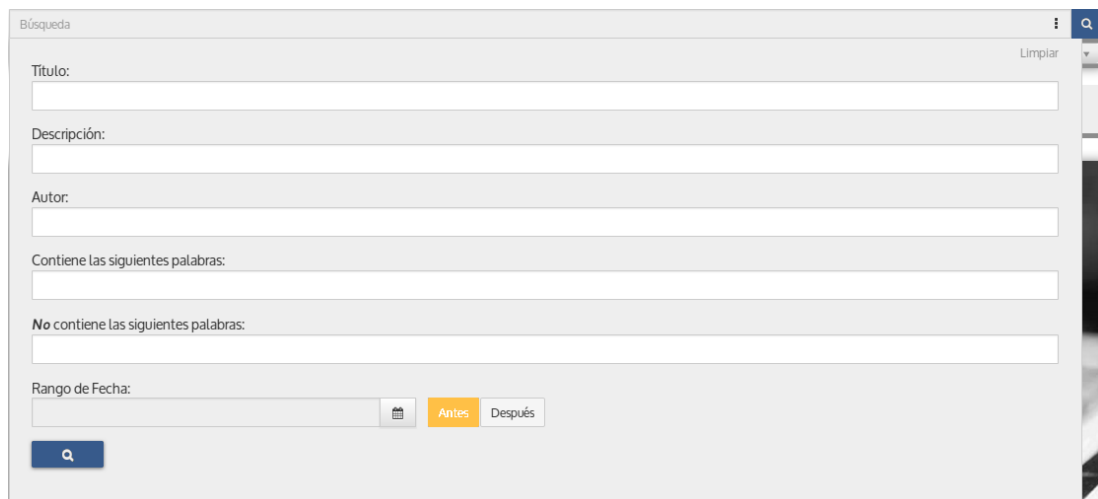 Búsqueda
Limpiar
Título:
Descripción:
Autor:
Contiene las siguientes palabras:
No contiene las siguientes palabras:
Rango de Fecha:
Antes Después